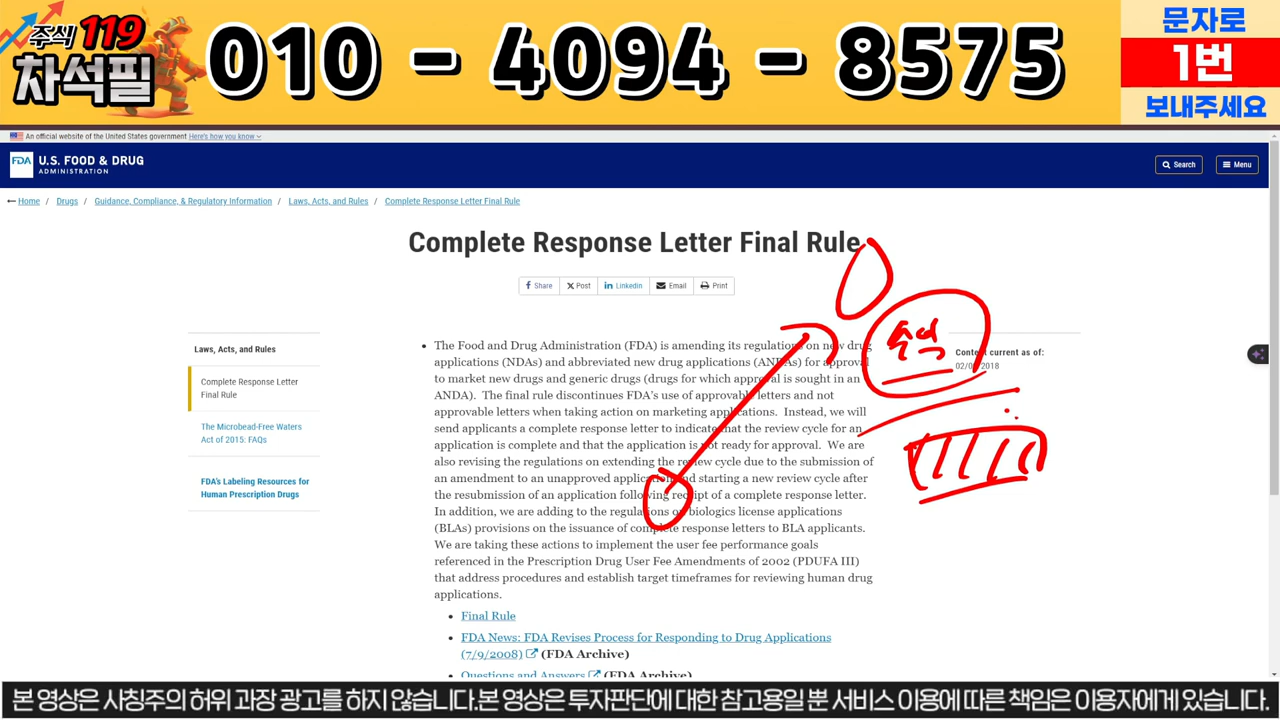 주식 119
차석필
010 - 4094 - 8575
문자로
1번
보내주세요
An official website of the United States government Here's how you know
FDA U.S. FOOD & DRUG
ADMINISTRATION
Search
Menu
Home / Drugs / Guidance, Compliance, & Regulatory Information / Laws, Acts, and Rules / Complete Response Letter Final Rule
Complete Response Letter Final Rule
Share Post Linkedin Email Print
Laws, Acts, and Rules
Complete Response Letter
Final Rule
The Microbead-Free Waters
Act of 2015: FAQs
FDA's Labeling Resources for
Human Prescription Drugs
The Food and Drug Administration (FDA) is amending its regulations on new drug
applications (NDAs) and abbreviated new drug applications (ANDAs) for approval
to market new drugs and generic drugs (drugs for which approval is sought in an
ANDA). The final rule discontinues FDA's use of approvable letters and not
approvable letters when taking action on marketing applications. Instead, we will
send applicants a complete response letter to indicate that the review cycle for an
application is complete and that the application is not ready for approval. We are
also revising the regulations on extending the review cycle due to the submission of
an amendment to an unapproved application and starting a new review cycle after
the resubmission of an application following receipt of a complete response letter.
In addition, we are adding to the regulations on biologics license applications
(BLAs) provisions on the issuance of complete response letters to BLA applicants.
We are taking these actions to implement the user fee performance goals
referenced in the Prescription Drug User Fee Amendments of 2002 (PDUFA III)
that address procedures and establish target timeframes for reviewing human drug
applications.
Final Rule
FDA News: FDA Revises Process for Responding to Drug Applications
(7/9/2008) (FDA Archive)
Questions and Answers (FDA Archive)
Content current as of:
2018
본 영상은 사칭주의 허위 과장 광고를 하지 않습니다.본 영상은 투자판단에 대한 참고용일 뿐 서비스 이용에 따른 책임은 이용자에게 있습니다.